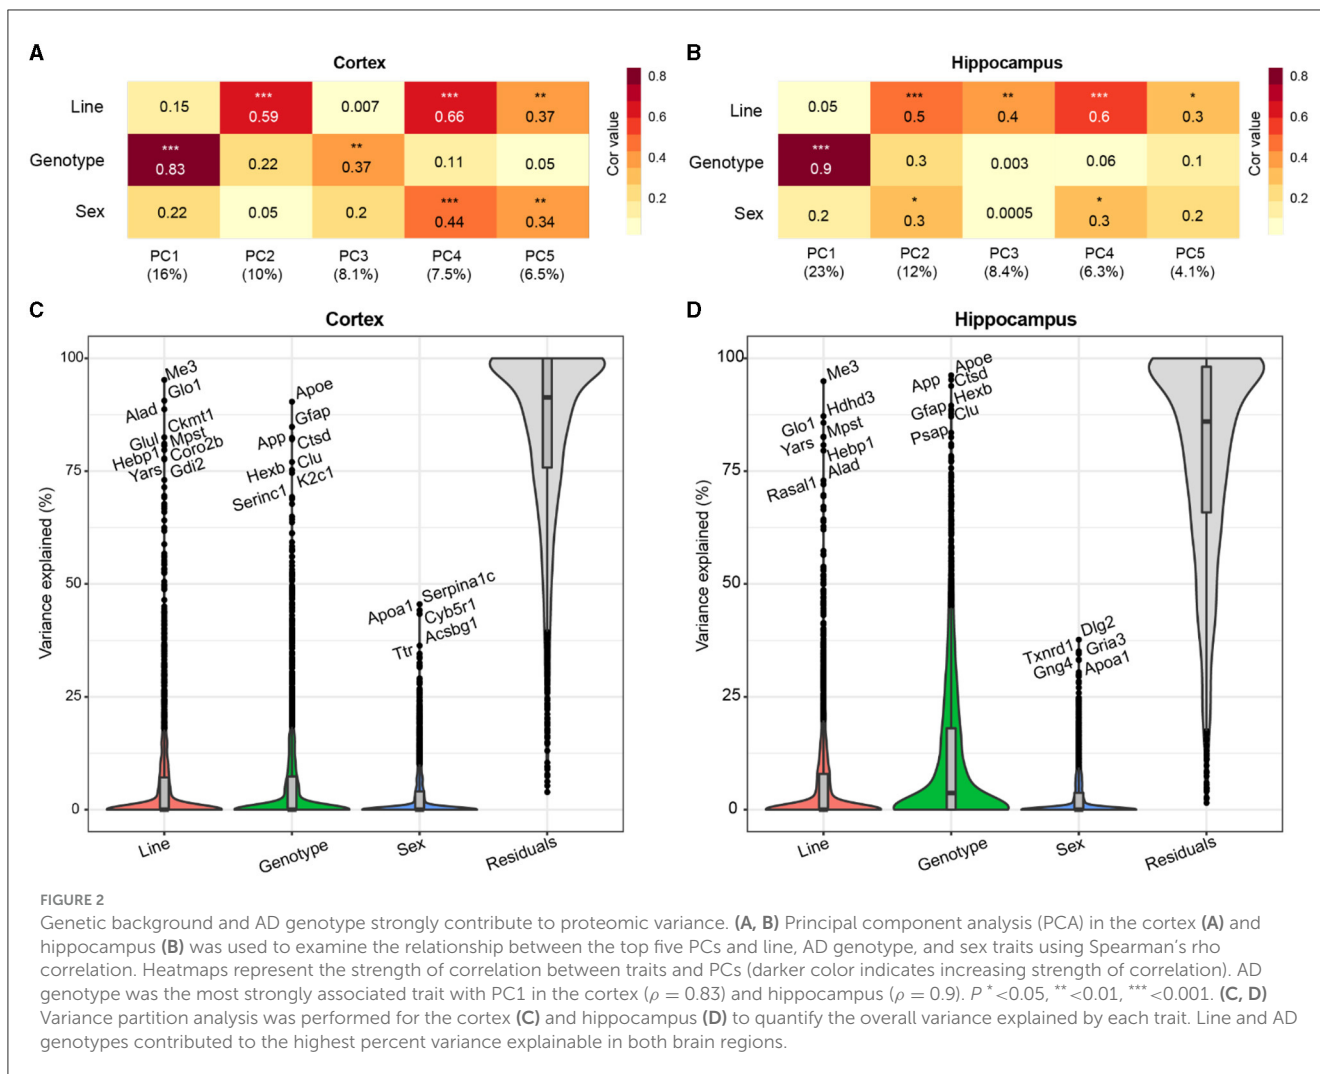 A
Cortex
Line
0.15
***
0.59
0.007
***
0.66
**
0.37
Genotype
***
0.83
0.22
**
0.37
0.11
0.05
Sex
0.22
0.05
0.2
***
0.44
**
0.34
PC1 PC2 PC3 PC4 PC5
(16%) (10%) (8.1%) (7.5%) (6.5%)
0.8
0.6
0.4
0.2
Cor value
B
Hippocampus
Line
0.05
***
0.5
**
0.4
***
0.6
*
0.3
Genotype
***
0.9
0.3
0.003
0.06
0.1
Sex
0.2
*
0.3
0.0005
*
0.3
0.2
PC1 PC2 PC3 PC4 PC5
(23%) (12%) (8.4%) (6.3%) (4.1%)
0.8
0.6
0.4
0.2
Cor value
C
Cortex
Variance explained (%)
100
75
50
25
0
Me3
Glo1
Alad
Ckmt1
Glul
Mpst
Hebp1
Coro2b
Yars
Gdi2
Apoe
Gfap
App
Ctsd
Clu
Hexb
K2c1
Serinc1
Serpina1c
Apoa1
Cyb5r1
Acsbg1
Ttr
Line
Genotype
Sex
Residuals
D
Hippocampus
Variance explained (%)
100
75
50
25
0
Me3
Hdhd3
Glo1
Mpst
Yars
Hebp1
Alad
Rasal1
Apoe
App
Ctsd
Hexb
Gfap
Clu
Psap
Dlg2
Txnrd1
Gria3
Gng4
Apoa1
Line
Genotype
Sex
Residuals
FIGURE 2
Genetic background and AD genotype strongly contribute to proteomic variance. (A, B) Principal component analysis (PCA) in the cortex (A) and
hippocampus (B) was used to examine the relationship between the top five PCs and line, AD genotype, and sex traits using Spearman's rho
correlation. Heatmaps represent the strength of correlation between traits and PCs (darker color indicates increasing strength of correlation). AD
genotype was the most strongly associated trait with PC1 in the cortex (ρ = 0.83) and hippocampus (ρ = 0.9). P *<0.05, **<0.01, ***<0.001. (C, D)
Variance partition analysis was performed for the cortex (C) and hippocampus (D) to quantify the overall variance explained by each trait. Line and AD
genotypes contributed to the highest percent variance explainable in both brain regions.